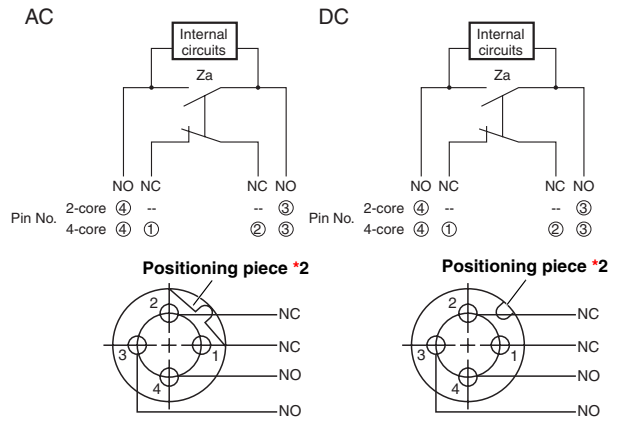 AC
Internal
circuits
Za
NO NC NC NO
2-core ④ -- -- ③
Pin No.
4-core ④ ① ② ③
Positioning piece *2
2
NC
3
1
NC
4
NO
NO
DC
Internal
circuits
Za
NO NC NC NO
2-core ④ -- -- ③
Pin No.
4-core ④ ① ② ③
Positioning piece *2
2
NC
3
1
NC
4
NO
NO